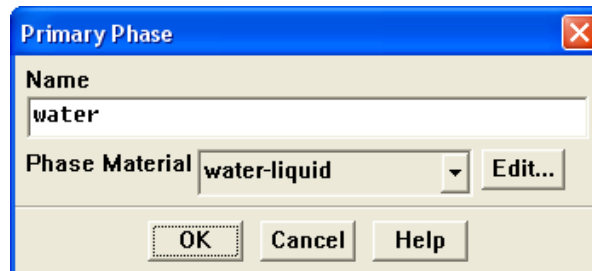 Primary Phase
Name
water
Phase Material water-liquid Edit...
OK Cancel Help